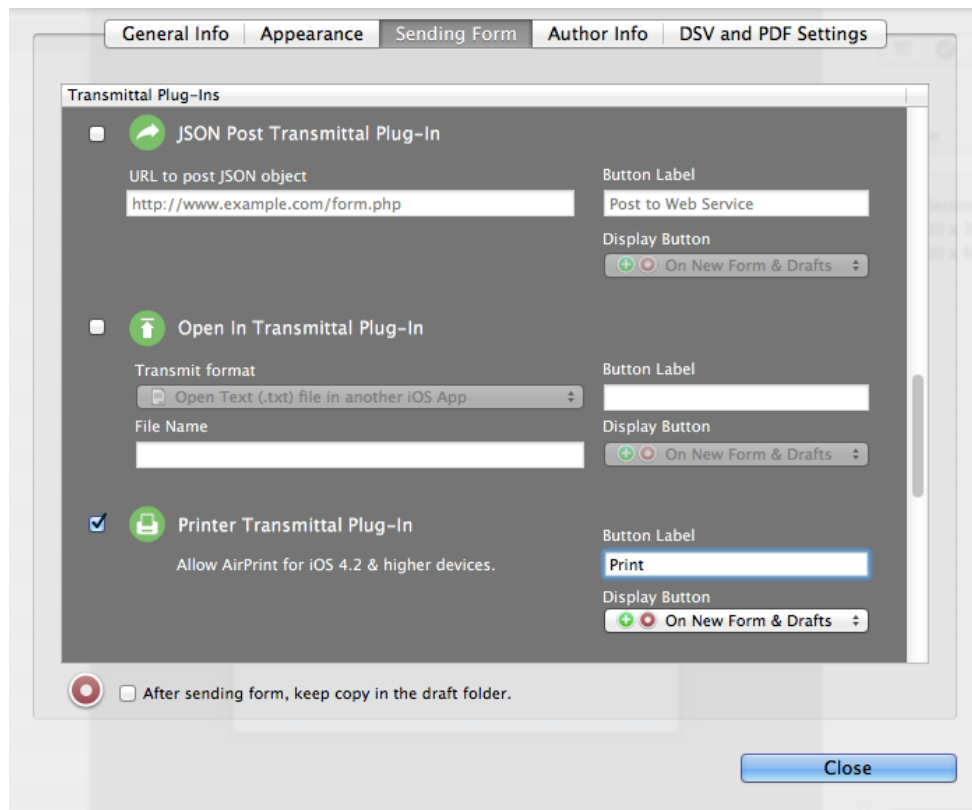 General Info Appearance Sending Form Author Info DSV and PDF Settings
Transmittal Plug-Ins
JSON Post Transmittal Plug-In
URL to post JSON object Button Label
http://www.example.com/form.php Post to Web Service
Display Button
On New Form & Drafts
Open In Transmittal Plug-In
Transmit format Button Label
Open Text (.txt) file in another iOS App
File Name Display Button
On New Form & Drafts
Printer Transmittal Plug-In
Button Label
Allow AirPrint for iOS 4.2 & higher devices. Print
Display Button
On New Form & Drafts
After sending form, keep copy in the draft folder.
Close